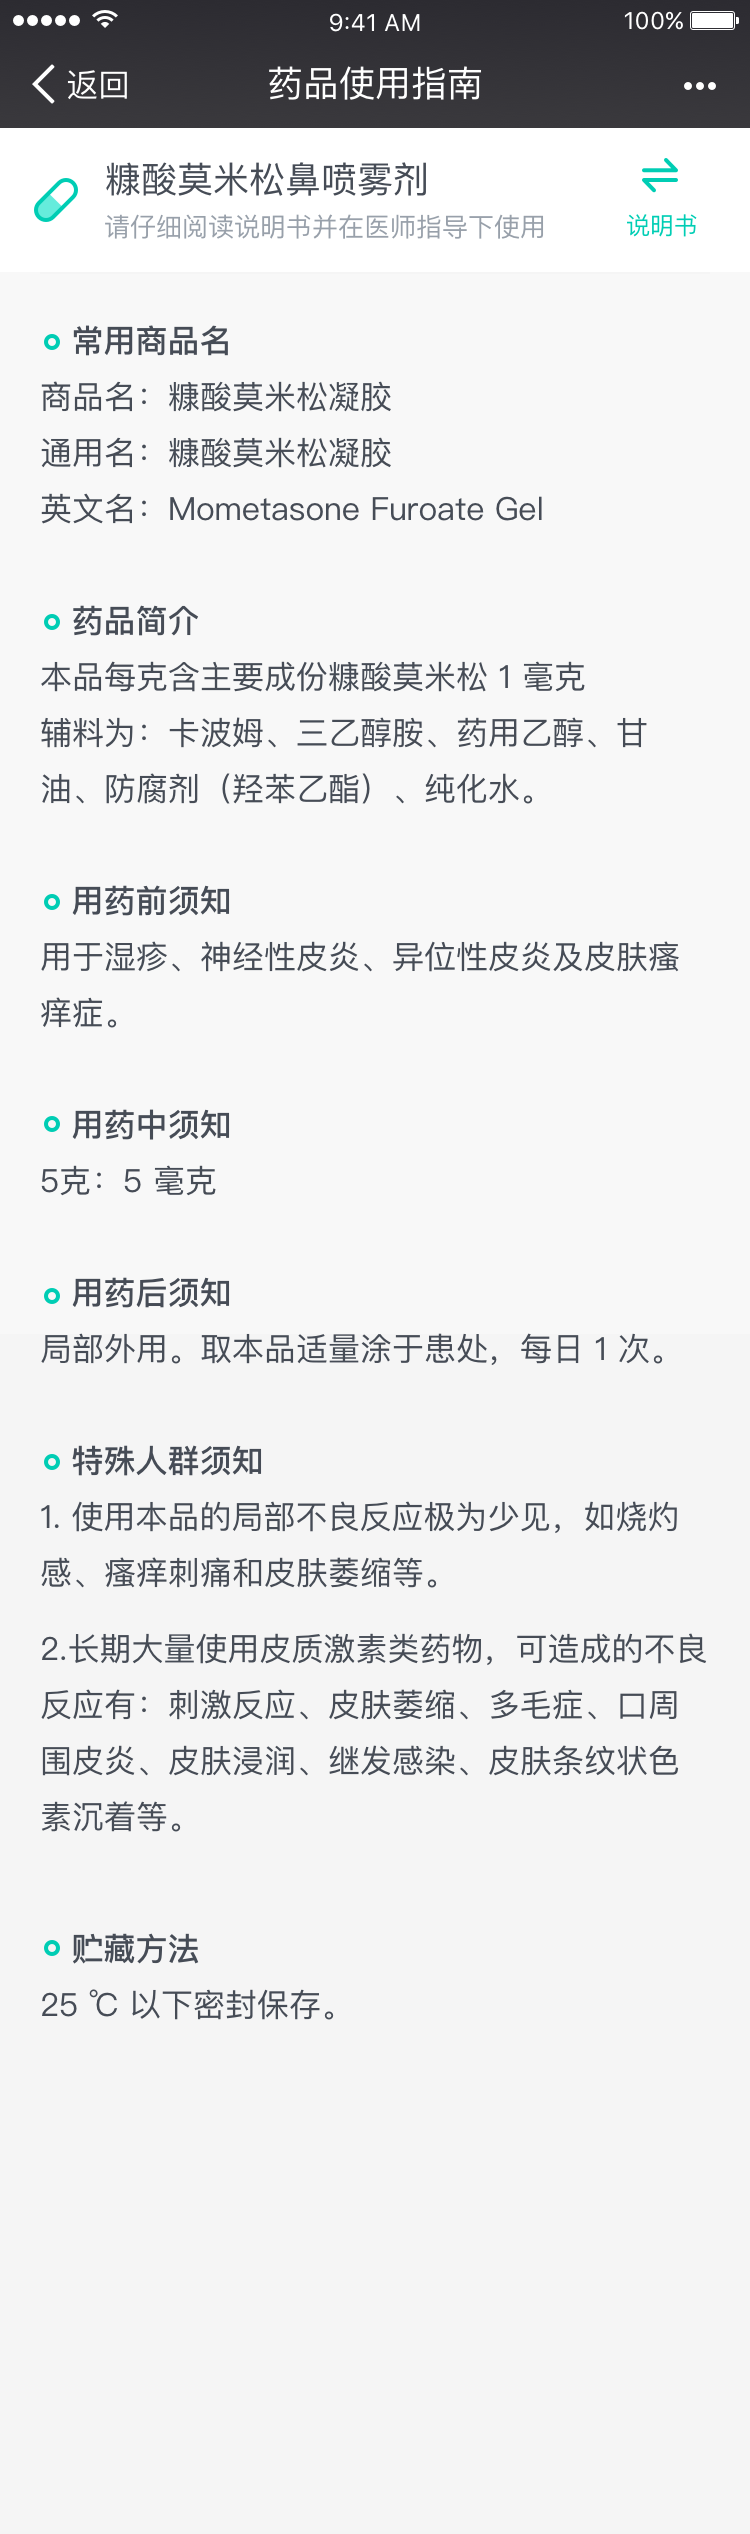 9:41 AM
100%
返回
药品使用指南
糠酸莫米松鼻喷雾剂
请仔细阅读说明书并在医师指导下使用
说明书
常用商品名
商品名：糠酸莫米松凝胶
通用名：糠酸莫米松凝胶
英文名：Mometasone Furoate Gel
药品简介
本品每克含主要成份糠酸莫米松 1 毫克
辅料为：卡波姆、三乙醇胺、药用乙醇、甘
油、防腐剂（羟苯乙酯）、纯化水。
用药前须知
用于湿疹、神经性皮炎、异位性皮炎及皮肤瘙
痒症。
用药中须知
5克：5 毫克
用药后须知
局部外用。取本品适量涂于患处，每日 1 次。
特殊人群须知
1. 使用本品的局部不良反应极为少见，如烧灼
感、瘙痒刺痛和皮肤萎缩等。
2.长期大量使用皮质激素类药物，可造成的不良
反应有：刺激反应、皮肤萎缩、多毛症、口周
围皮炎、皮肤浸润、继发感染、皮肤条纹状色
素沉着等。
贮藏方法
25 ℃ 以下密封保存。